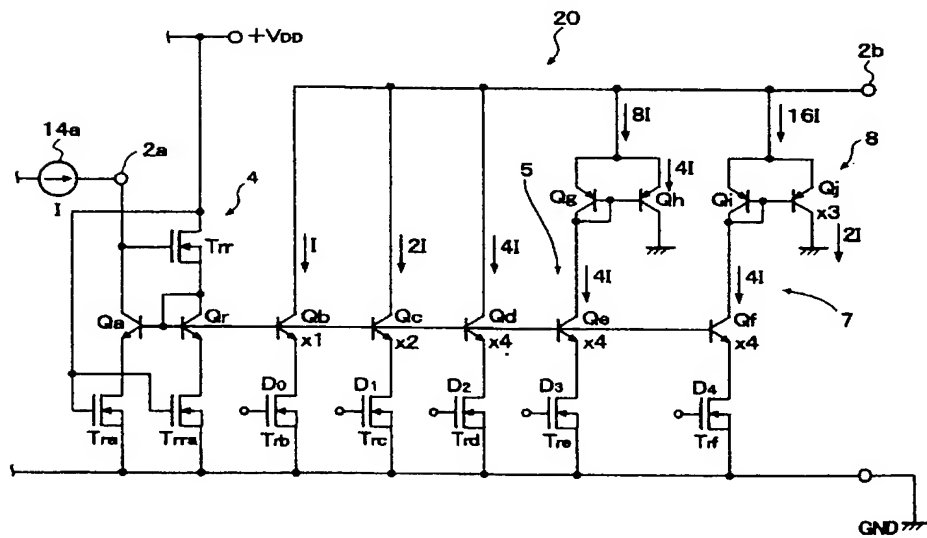 20
+VDD
2b
14a
2a
8I
16I
8
4
5
4I
Qg
Qh
Qi
Qj
x3
I
Trr
I
2I
4I
2I
4I
4I
7
Qa
Qr
Qb
Qc
Qd
Qe
Qf
x1
x2
x4
x4
x4
D0
D1
D2
D3
D4
Tra
Trra
Trb
Trc
Trd
Tre
Trf
GND